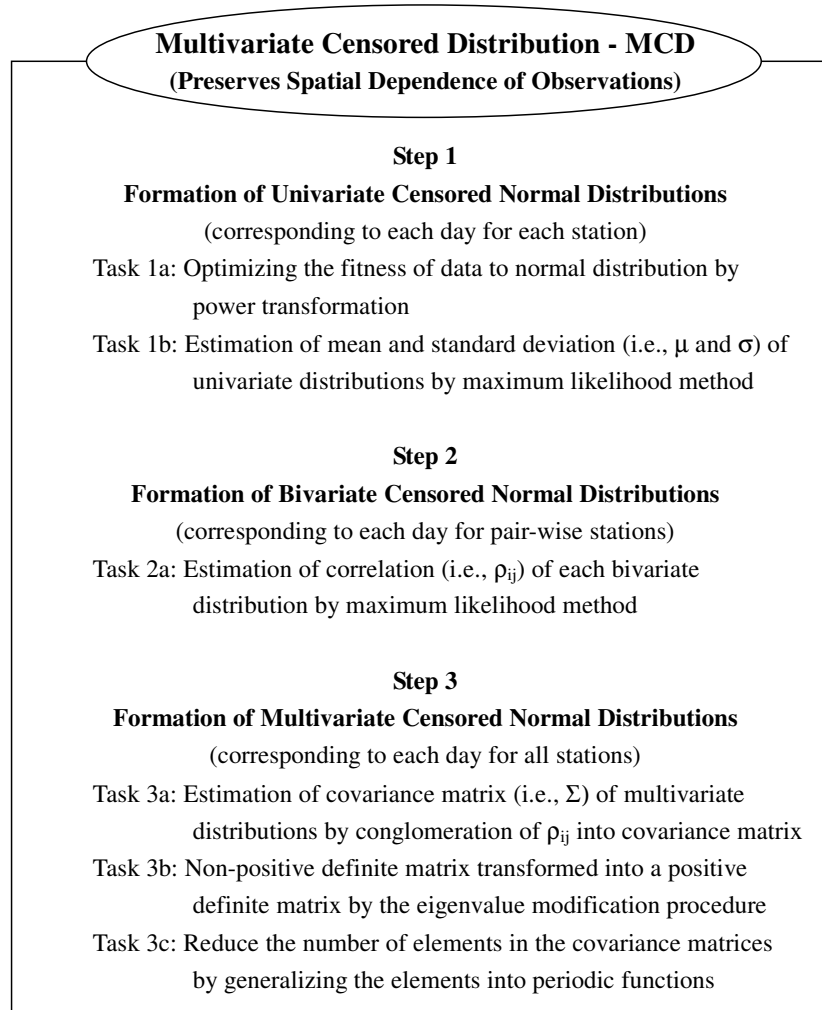 Multivariate Censored Distribution - MCD
(Preserves Spatial Dependence of Observations)
Step 1
Formation of Univariate Censored Normal Distributions
(corresponding to each day for each station)
Task 1a: Optimizing the fitness of data to normal distribution by
power transformation
Task 1b: Estimation of mean and standard deviation (i.e., μ and σ) of
univariate distributions by maximum likelihood method
Step 2
Formation of Bivariate Censored Normal Distributions
(corresponding to each day for pair-wise stations)
Task 2a: Estimation of correlation (i.e., ρij) of each bivariate
distribution by maximum likelihood method
Step 3
Formation of Multivariate Censored Normal Distributions
(corresponding to each day for all stations)
Task 3a: Estimation of covariance matrix (i.e., Σ) of multivariate
distributions by conglomeration of ρij into covariance matrix
Task 3b: Non-positive definite matrix transformed into a positive
definite matrix by the eigenvalue modification procedure
Task 3c: Reduce the number of elements in the covariance matrices
by generalizing the elements into periodic functions